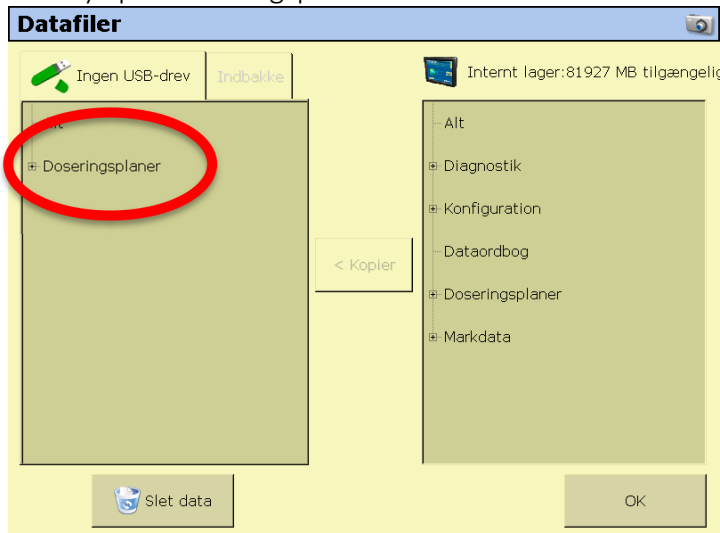 Datafiler
Ingen USB-drev
Indbakke
Internt lager:81927 MB tilgængelig
Alt
Doseringsplaner
Alt
Diagnostik
Konfiguration
Dataordbog
Doseringsplaner
Markdata
< Kopier
Slet data
OK